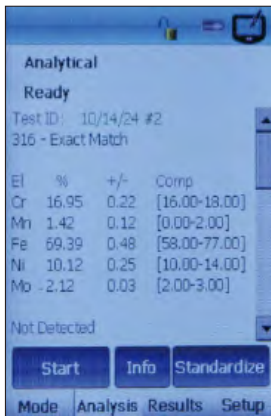 Analytical
Ready
Test ID: 10/14/24 #2
316 - Exact Match
El % +/- Comp
Cr 16.95 0.22 [16.00-18.00]
Mn 1.42 0.12 [0.00-2.00]
Fe 69.39 0.48 [58.00-77.00]
Ni 10.12 0.25 [10.00-14.00]
Mo 2.12 0.03 [2.00-3.00]
Not Detected
Start Info Standardize
Mode Analysis Results Setup